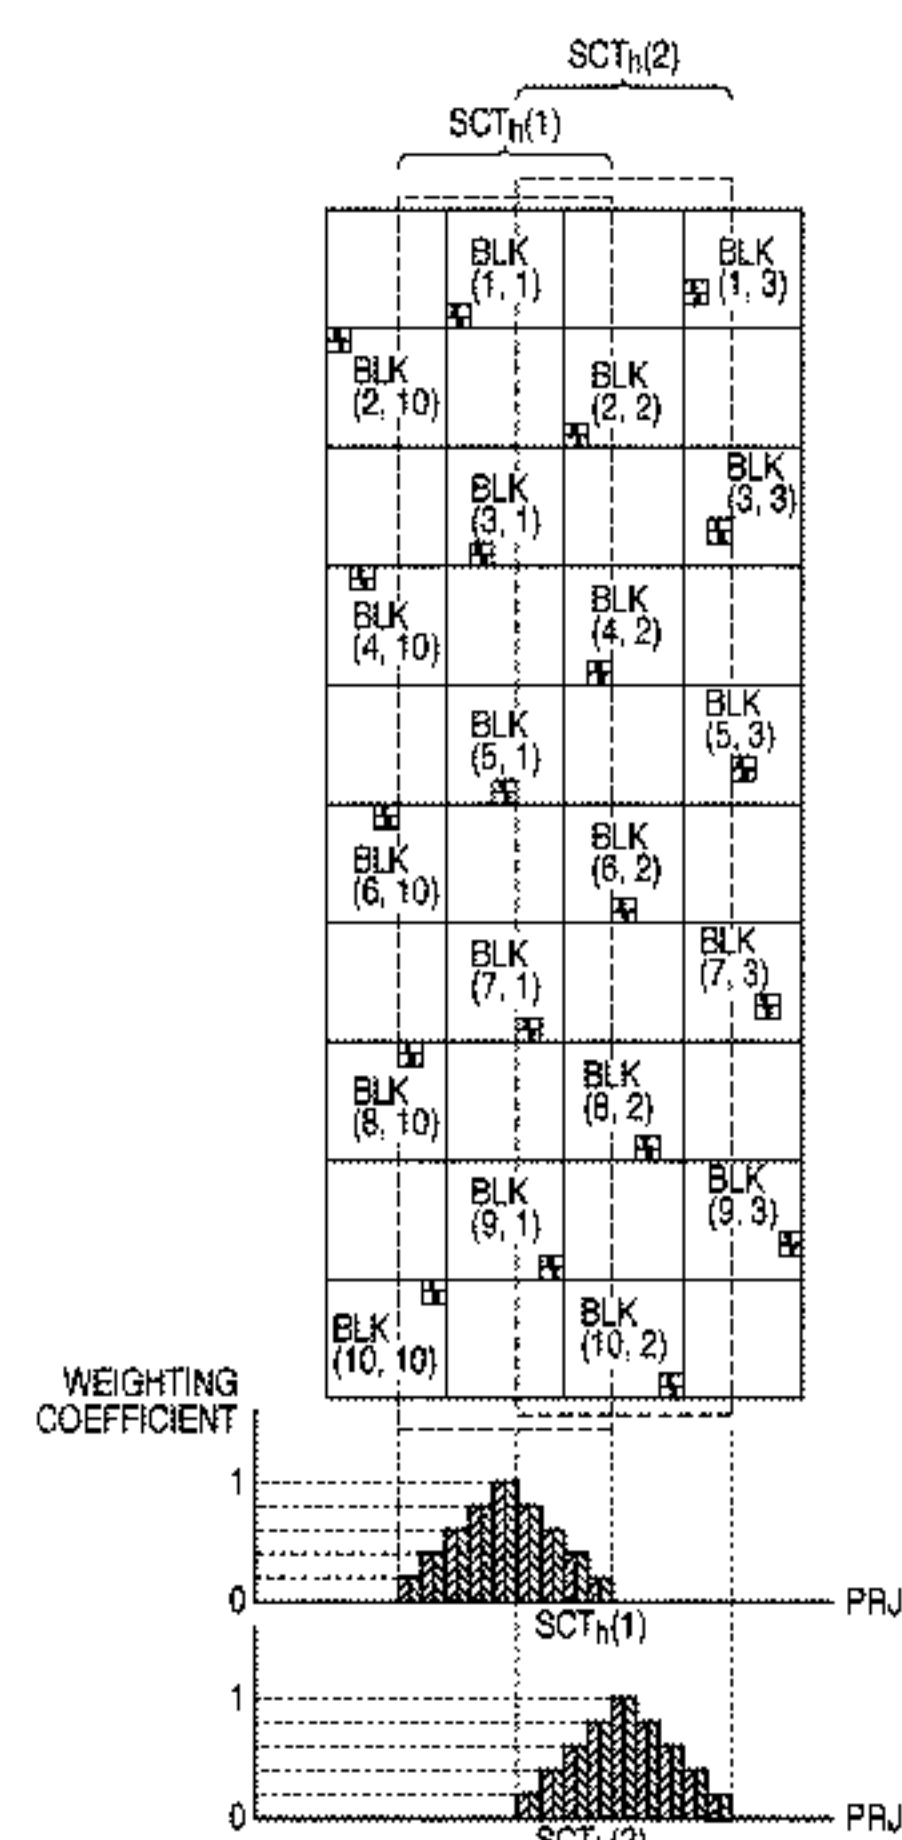 SCTh(2)
SCTh(1)
BLK
(1, 1)
BLK
(1, 3)
BLK
(2, 10)
BLK
(2, 2)
BLK
(3, 1)
BLK
(3, 3)
BLK
(4, 10)
BLK
(4, 2)
BLK
(5, 1)
BLK
(5, 3)
BLK
(6, 10)
BLK
(6, 2)
BLK
(7, 1)
BLK
(7, 3)
BLK
(8, 10)
BLK
(8, 2)
BLK
(9, 1)
BLK
(9, 3)
BLK
(10, 10)
BLK
(10, 2)
WEIGHTING
COEFFICIENT
1
0
PRJ
SCTh(1)
1
0
PRJ
SCTh(2)